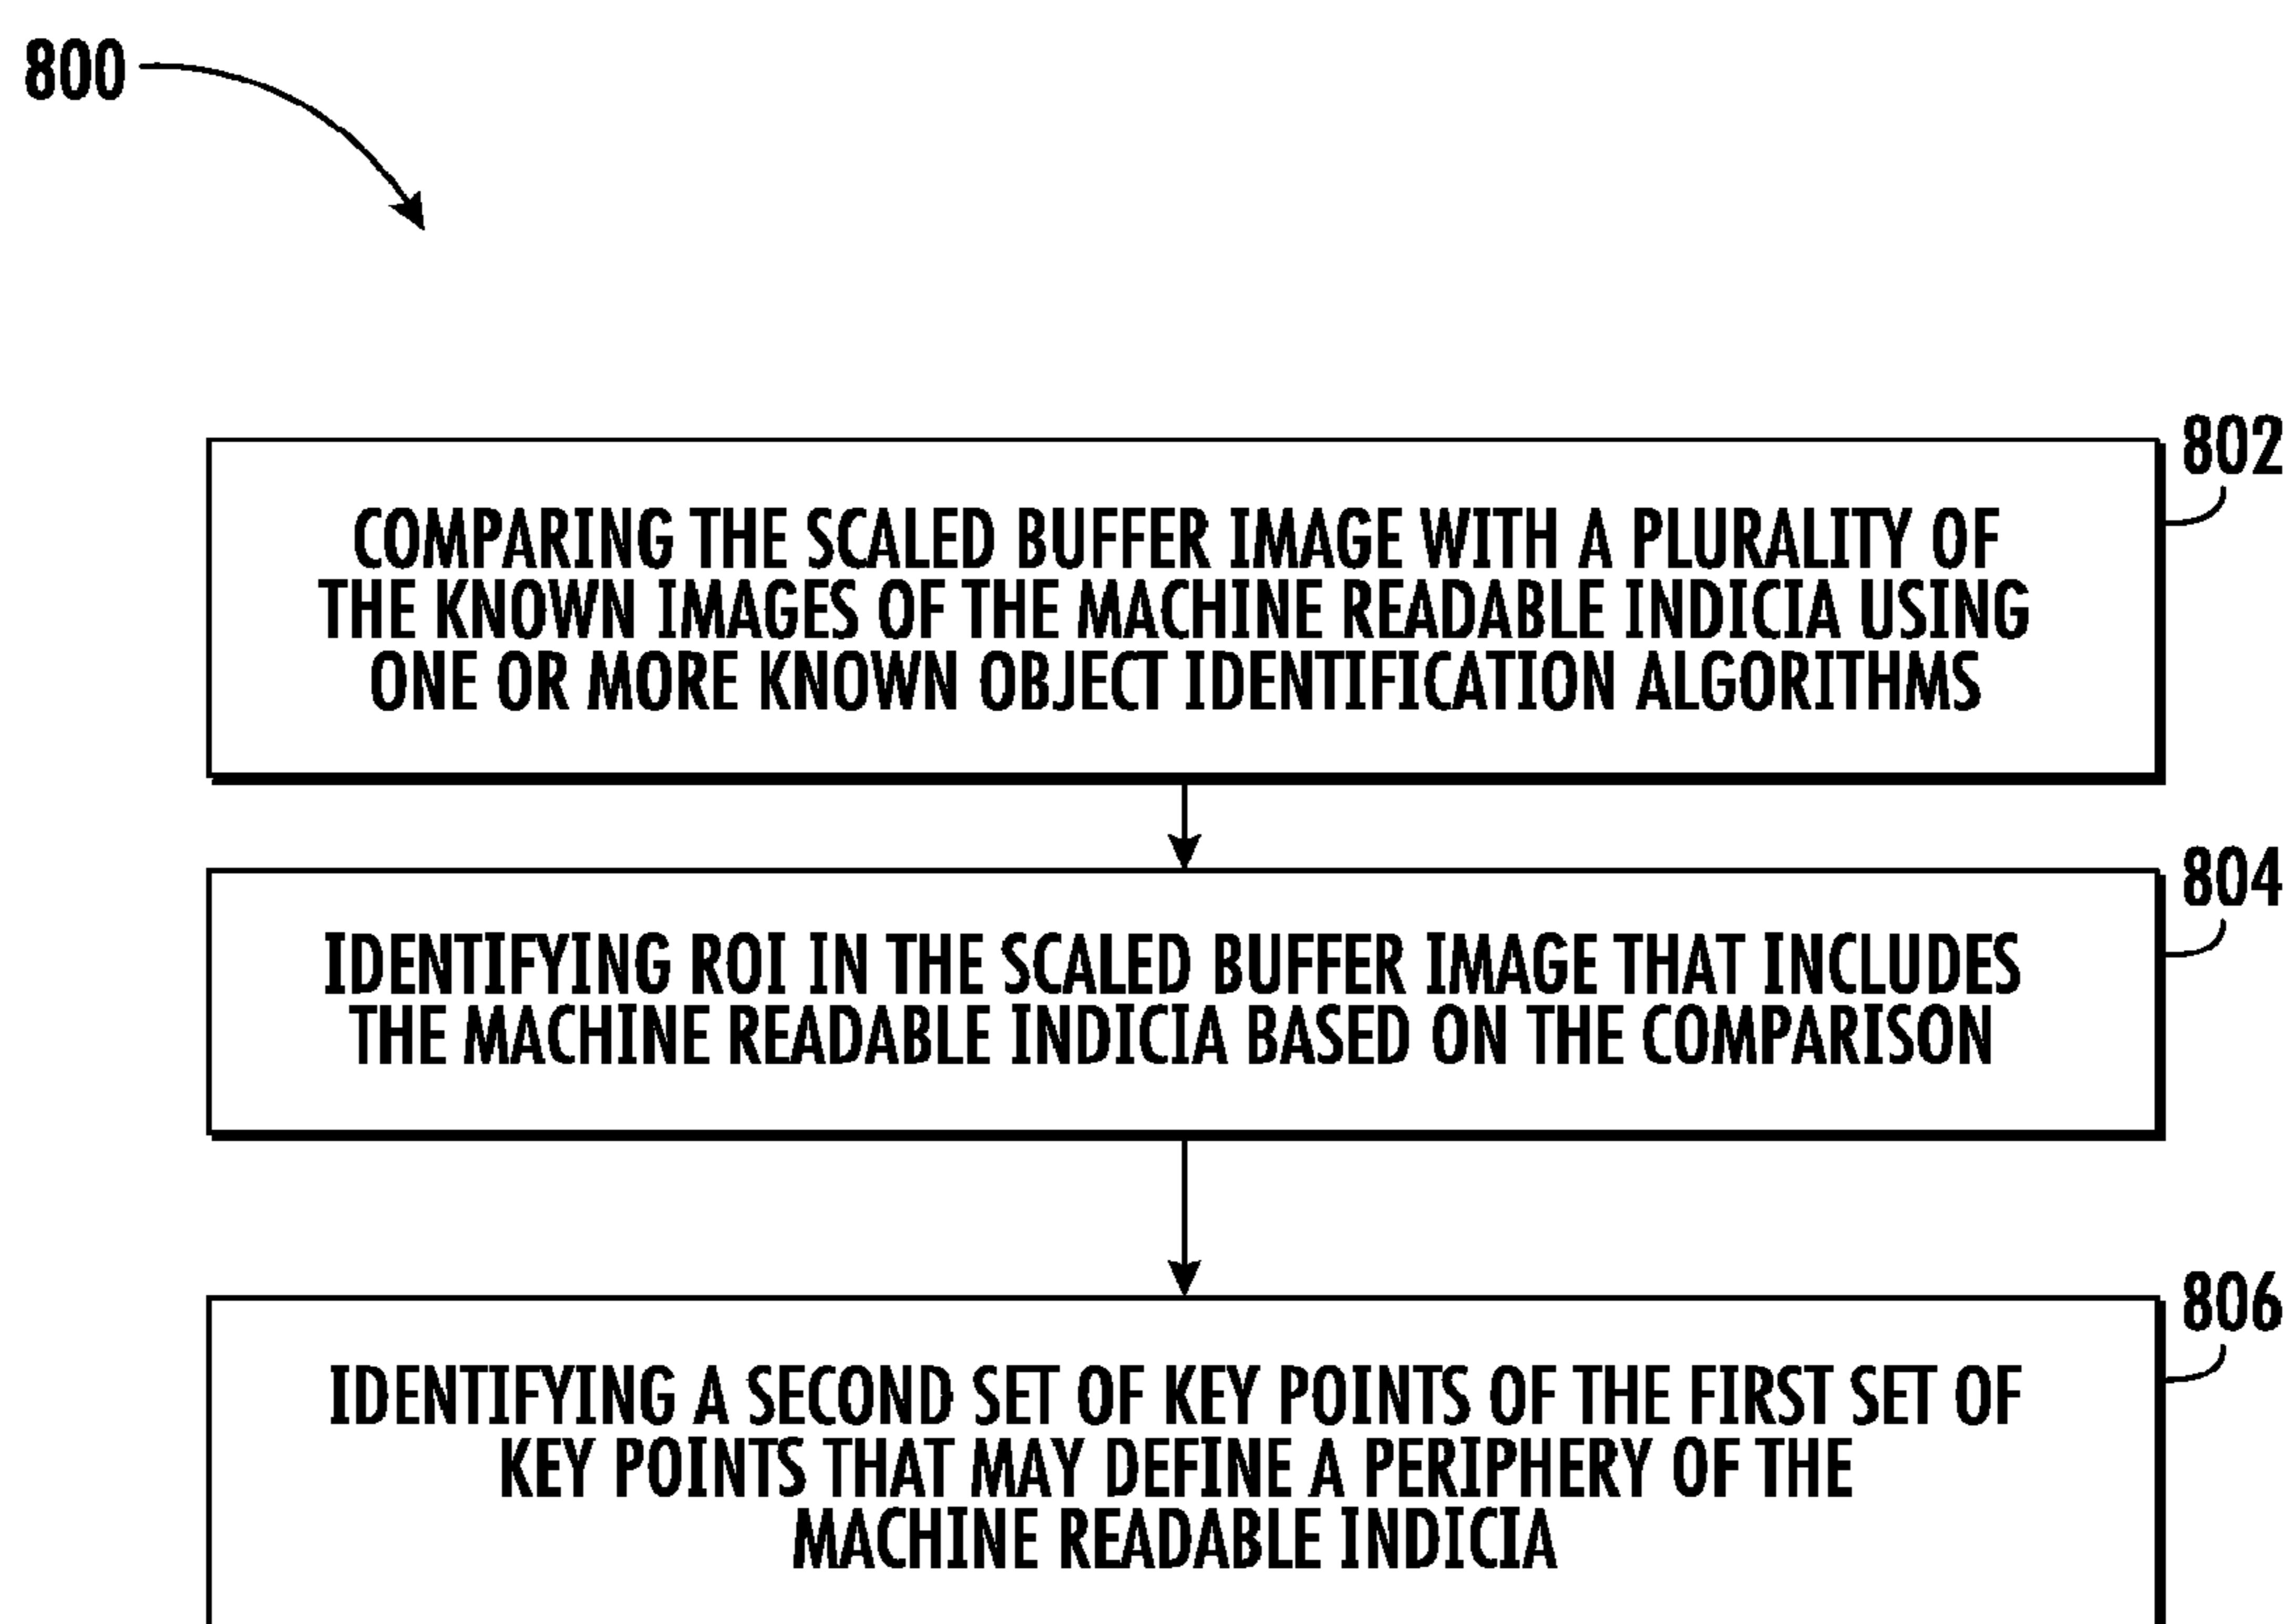 800
802
COMPARING THE SCALED BUFFER IMAGE WITH A PLURALITY OF
THE KNOWN IMAGES OF THE MACHINE READABLE INDICIA USING
ONE OR MORE KNOWN OBJECT IDENTIFICATION ALGORITHMS
804
IDENTIFYING ROI IN THE SCALED BUFFER IMAGE THAT INCLUDES
THE MACHINE READABLE INDICIA BASED ON THE COMPARISON
806
IDENTIFYING A SECOND SET OF KEY POINTS OF THE FIRST SET OF
KEY POINTS THAT MAY DEFINE A PERIPHERY OF THE
MACHINE READABLE INDICIA